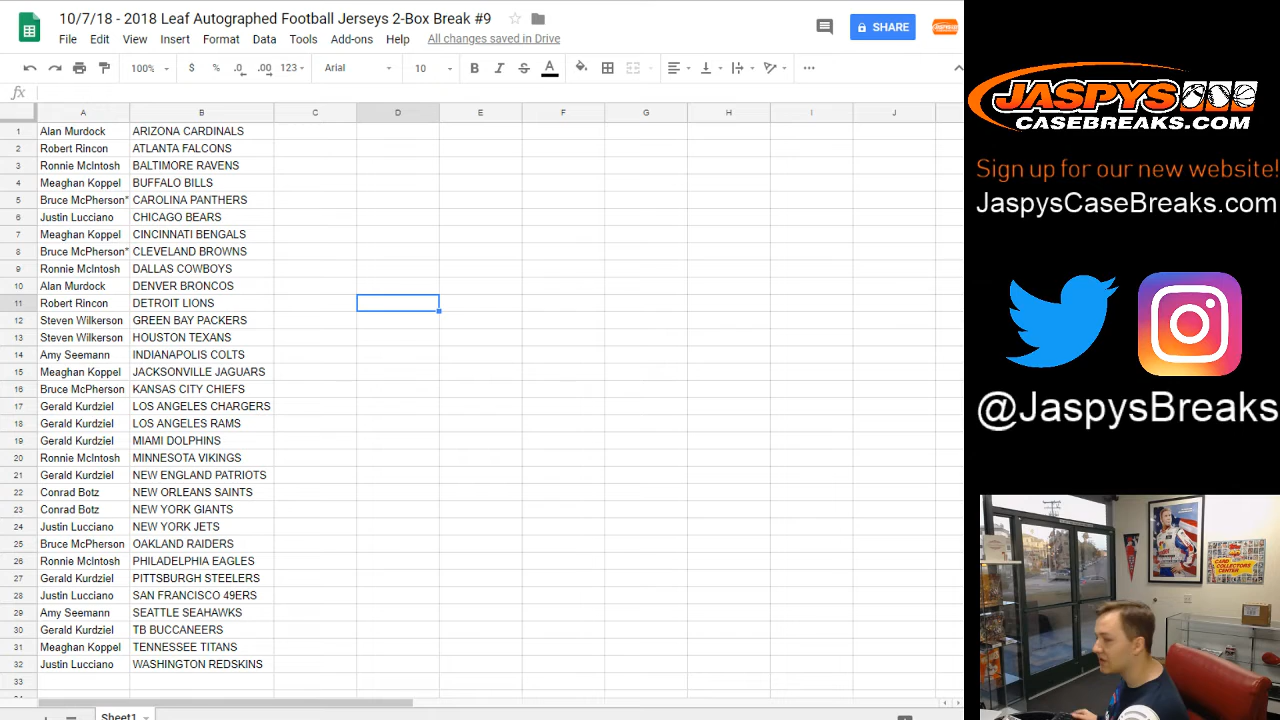 10/7/18 - 2018 Leaf Autographed Football Jerseys 2-Box Break #9
File Edit View Insert Format Data Tools Add-ons Help All changes saved in Drive
SHARE
100% $ % .0 .00 123 Arial 10 B I S A
fx
A B C D E F G H I J
1 Alan Murdock ARIZONA CARDINALS
2 Robert Rincon ATLANTA FALCONS
3 Ronnie McIntosh BALTIMORE RAVENS
4 Meaghan Koppel BUFFALO BILLS
5 Bruce McPherson* CAROLINA PANTHERS
6 Justin Lucciano CHICAGO BEARS
7 Meaghan Koppel CINCINNATI BENGALS
8 Bruce McPherson* CLEVELAND BROWNS
9 Ronnie McIntosh DALLAS COWBOYS
10 Alan Murdock DENVER BRONCOS
11 Robert Rincon DETROIT LIONS
12 Steven Wilkerson GREEN BAY PACKERS
13 Steven Wilkerson HOUSTON TEXANS
14 Amy Seemann INDIANAPOLIS COLTS
15 Meaghan Koppel JACKSONVILLE JAGUARS
16 Bruce McPherson KANSAS CITY CHIEFS
17 Gerald Kurdziel LOS ANGELES CHARGERS
18 Gerald Kurdziel LOS ANGELES RAMS
19 Gerald Kurdziel MIAMI DOLPHINS
20 Ronnie McIntosh MINNESOTA VIKINGS
21 Gerald Kurdziel NEW ENGLAND PATRIOTS
22 Conrad Botz NEW ORLEANS SAINTS
23 Conrad Botz NEW YORK GIANTS
24 Justin Lucciano NEW YORK JETS
25 Bruce McPherson OAKLAND RAIDERS
26 Ronnie McIntosh PHILADELPHIA EAGLES
27 Gerald Kurdziel PITTSBURGH STEELERS
28 Justin Lucciano SAN FRANCISCO 49ERS
29 Amy Seemann SEATTLE SEAHAWKS
30 Gerald Kurdziel TB BUCCANEERS
31 Meaghan Koppel TENNESSEE TITANS
32 Justin Lucciano WASHINGTON REDSKINS
33
Sheet1
JASPYS
CASEBREAKS.COM
Sign up for our new website!
JaspysCaseBreaks.com
@JaspysBreaks
CARD
COLLECTORS
CENTER